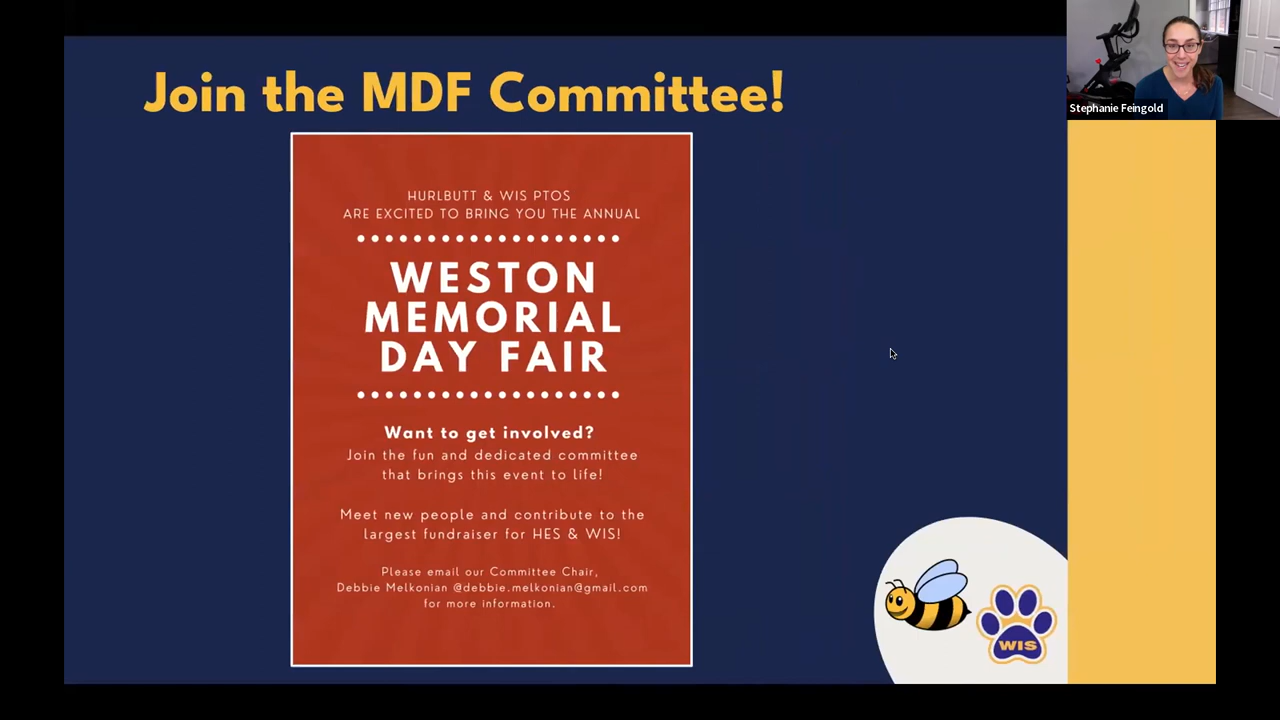 Join the MDF Committee!
Stephanie Feingold
HURLBUTT & WIS PTOS
ARE EXCITED TO BRING YOU THE ANNUAL
WESTON
MEMORIAL
DAY FAIR
Want to get involved?
Join the fun and dedicated committee
that brings this event to life!
Meet new people and contribute to the
largest fundraiser for HES & WIS!
Please email our Committee Chair,
Debbie Melkonian @debbie.melkonian@gmail.com
for more information.
WIS